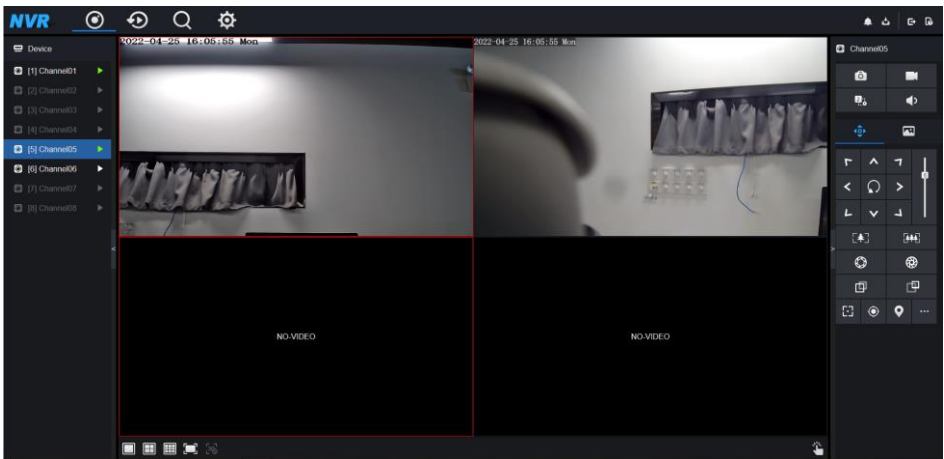 NVR
Device
[1] Channel01
[2] Channel02
[3] Channel03
[4] Channel04
[5] Channel05
[6] Channel06
[7] Channel07
[8] Channel08
2022-04-25 16:05:55 Mon
2022-04-25 16:05:55 Mon
NO-VIDEO
NO-VIDEO
Channel05